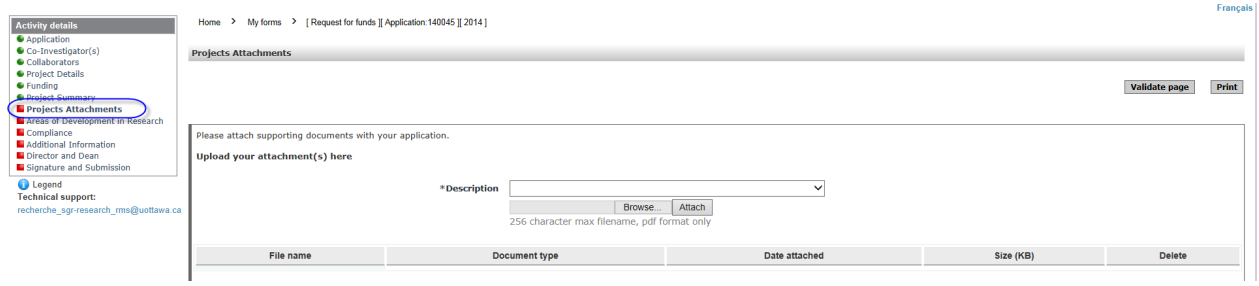 Français
Home > My forms > [ Request for funds ][ Application:140045 ][ 2014 ]
Activity details
Application
Co-Investigator(s)
Collaborators
Project Details
Funding
Project Summary
Projects Attachments
Areas of Development in Research
Compliance
Additional Information
Director and Dean
Signature and Submission
Legend
Technical support:
recherche_sgr-research_rms@uottawa.ca
Projects Attachments
Validate page Print
Please attach supporting documents with your application.
Upload your attachment(s) here
*Description
Browse... Attach
256 character max filename, pdf format only
File name Document type Date attached Size (KB) Delete